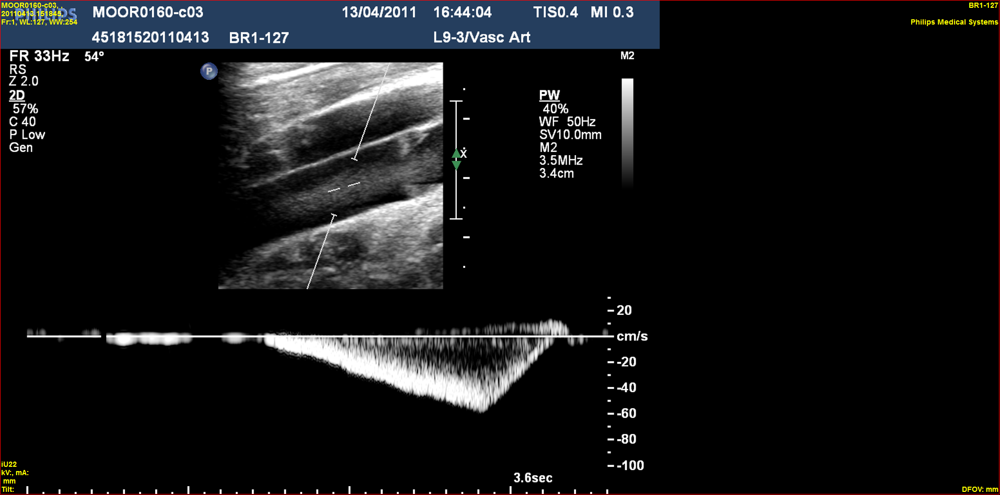 MOOR0160-c03, ,
20110413.151845,
Fr:1, WL:127, WW:254
BR1-127
Philips Medical Systems
PHILIPS
MOOR0160-c03 13/04/2011 16:44:04 TIS0.4 MI 0.3
45181520110413 BR1-127 L9-3/Vasc Art
FR 33Hz 54°
RS
Z 2.0
2D
57%
C 40
P Low
Gen
P
M2
X
PW
40%
WF 50Hz
SV10.0mm
M2
3.5MHz
3.4cm
20
cm/s
-20
-40
-60
-80
-100
3.6sec
iU22
kV:, mA:
mm
Tilt:
DFOV: mm